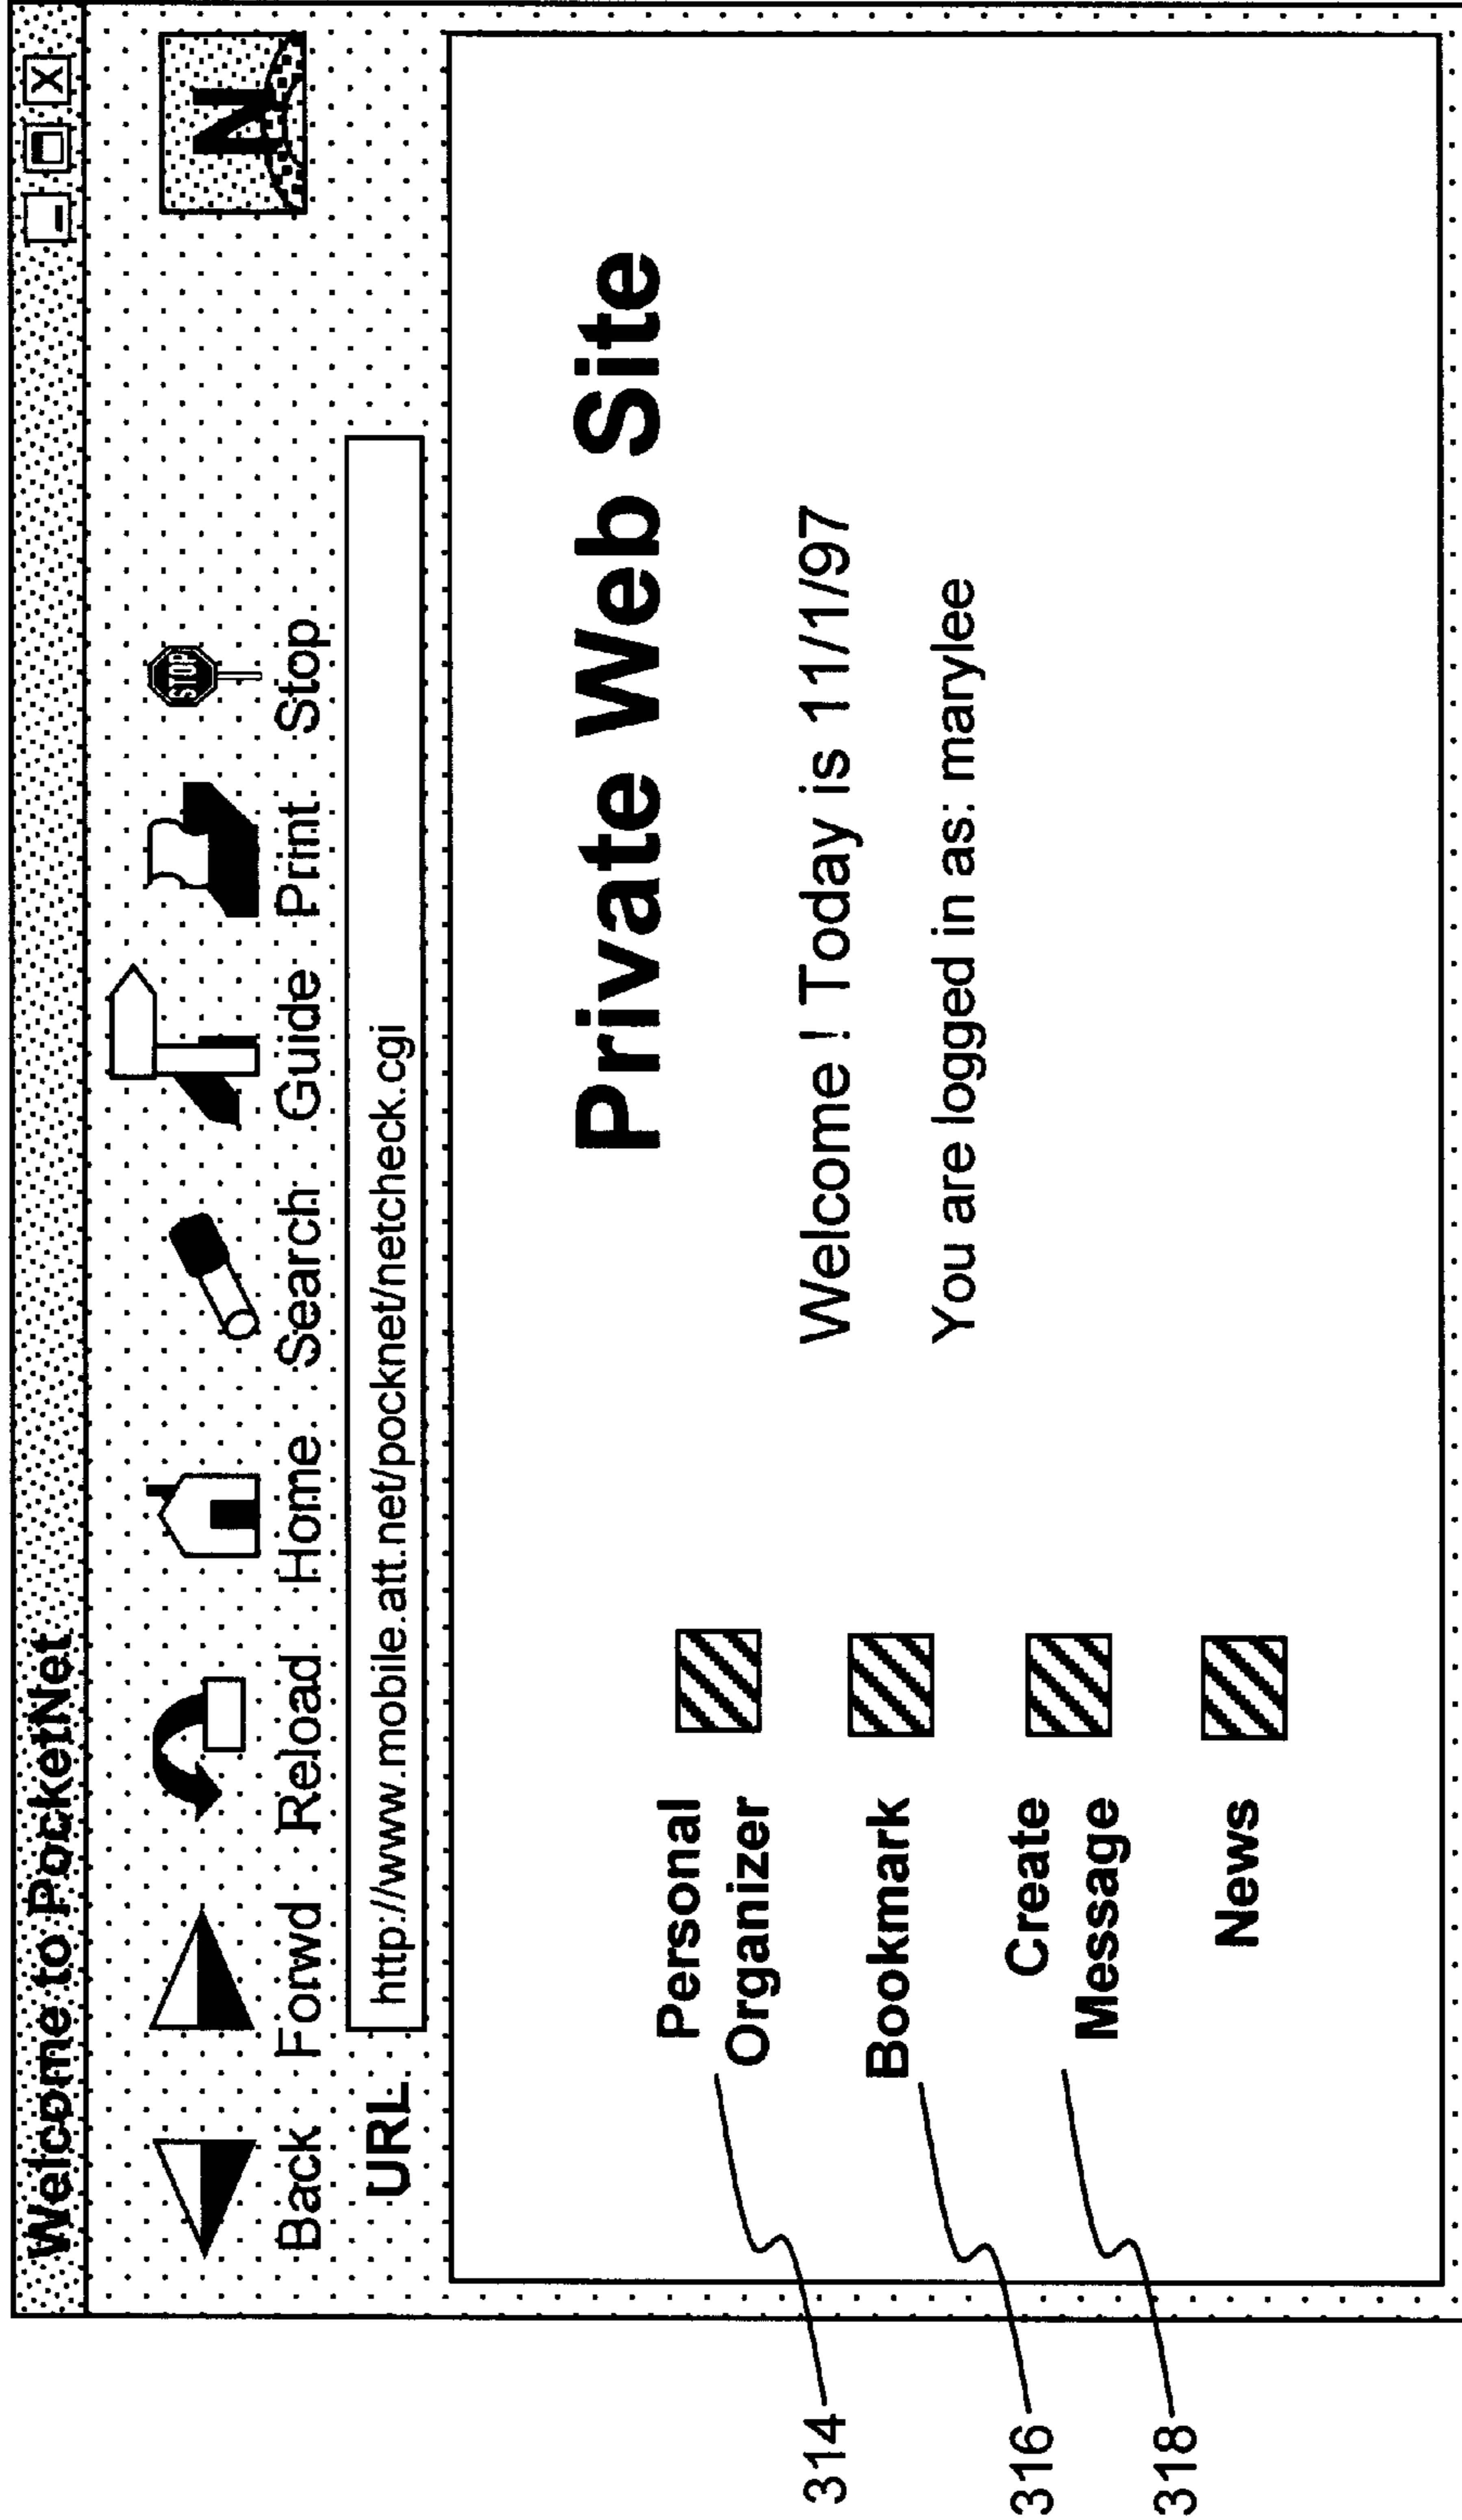 Welcome to PocketNet
N
STOP
Back Forwd Reload Home Search Guide Print Stop
URL http://www.mobile.att.net/pocknet/netcheck.cgi
Private Web Site
Personal
Organizer
Welcome ! Today is 11/1/97
314
Bookmark
You are logged in as: marylee
316
Create
Message
318
News